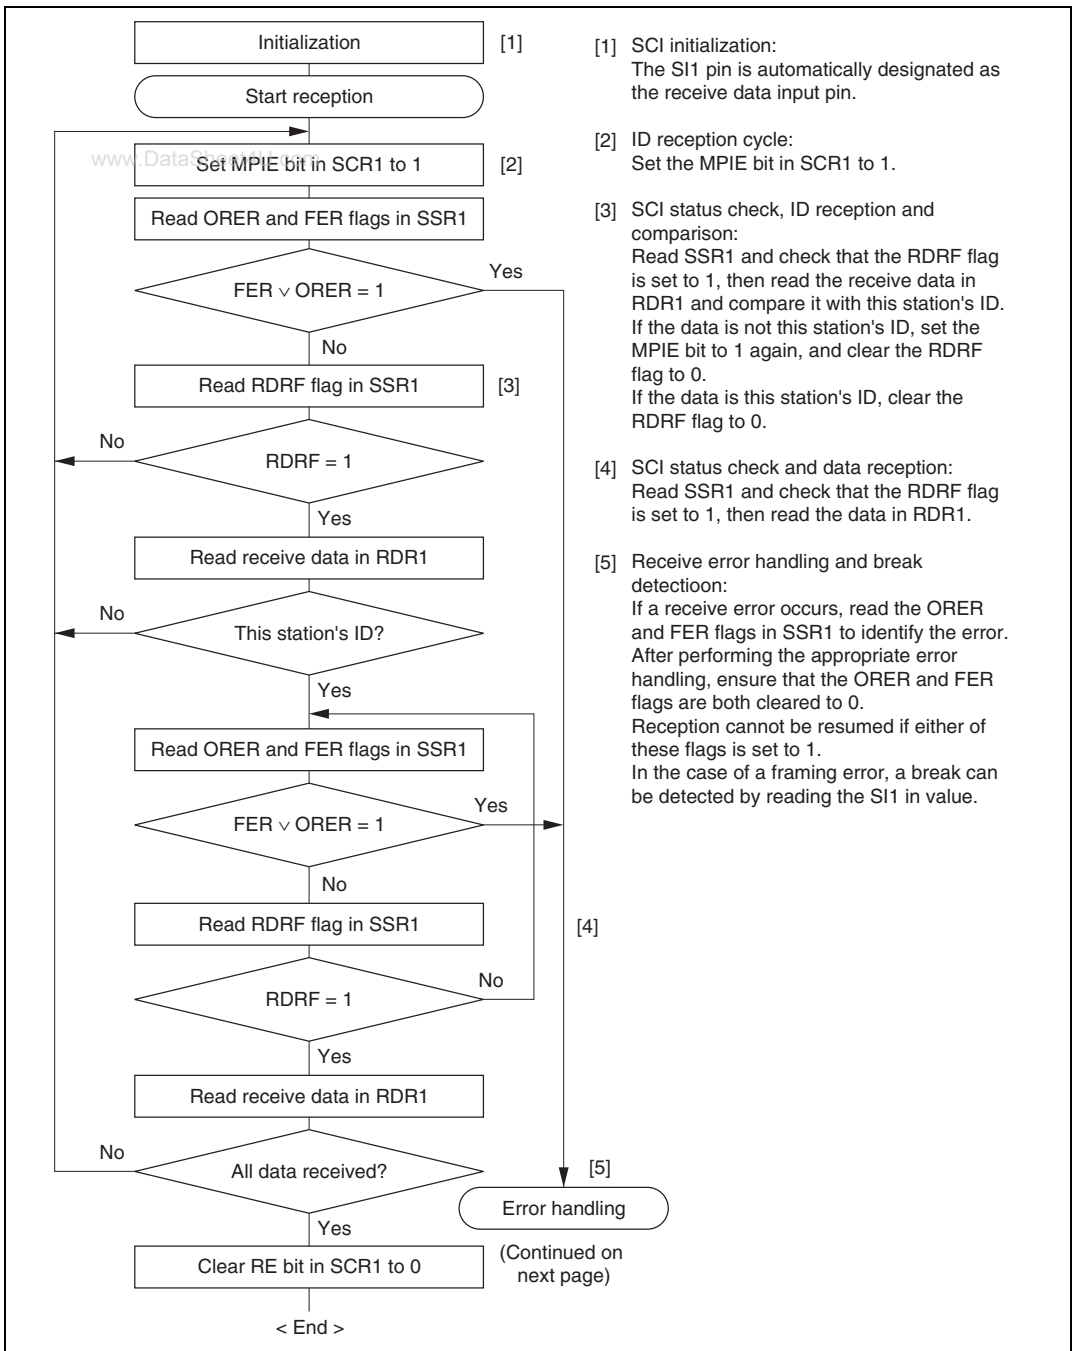 Initialization
[1]
Start reception
www.DataSheet4U.com
Set MPIE bit in SCR1 to 1
[2]
Read ORER and FER flags in SSR1
FER ∨ ORER = 1
Yes
No
Read RDRF flag in SSR1
[3]
No
RDRF = 1
Yes
Read receive data in RDR1
No
This station's ID?
Yes
Read ORER and FER flags in SSR1
FER ∨ ORER = 1
Yes
No
Read RDRF flag in SSR1
[4]
No
RDRF = 1
Yes
Read receive data in RDR1
No
All data received?
[5]
Error handling
Yes
(Continued on
next page)
Clear RE bit in SCR1 to 0
< End >
[1] SCI initialization:
The SI1 pin is automatically designated as
the receive data input pin.
[2] ID reception cycle:
Set the MPIE bit in SCR1 to 1.
[3] SCI status check, ID reception and
comparison:
Read SSR1 and check that the RDRF flag
is set to 1, then read the receive data in
RDR1 and compare it with this station's ID.
If the data is not this station's ID, set the
MPIE bit to 1 again, and clear the RDRF
flag to 0.
If the data is this station's ID, clear the
RDRF flag to 0.
[4] SCI status check and data reception:
Read SSR1 and check that the RDRF flag
is set to 1, then read the data in RDR1.
[5] Receive error handling and break
detectioon:
If a receive error occurs, read the ORER
and FER flags in SSR1 to identify the error.
After performing the appropriate error
handling, ensure that the ORER and FER
flags are both cleared to 0.
Reception cannot be resumed if either of
these flags is set to 1.
In the case of a framing error, a break can
be detected by reading the SI1 in value.